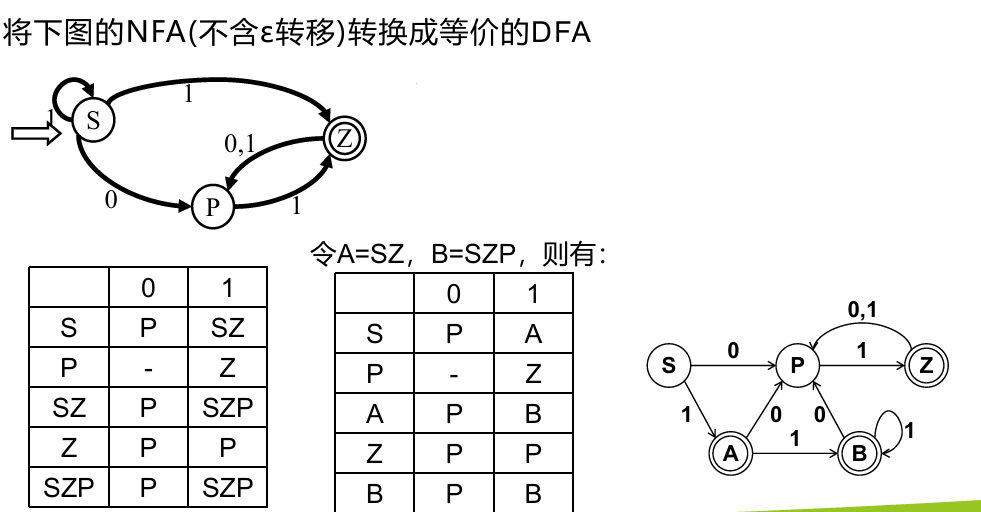 将下图的NFA(不含ε转移)转换成等价的DFA
1
1
S
0,1
Z
0
P
1
令A=SZ，B=SZP，则有：
0 1
S P SZ
P - Z
SZ P SZP
Z P P
SZP P SZP
0 1
S P A
P - Z
A P B
Z P P
B P B
0,1
S 0 P 1 Z
1 0 0 1
A 1 B